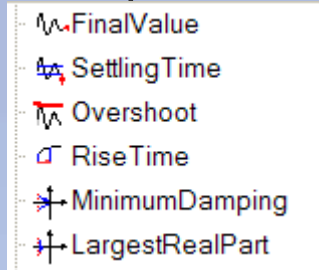 FinalValue
SettlingTime
Overshoot
RiseTime
MinimumDamping
LargestRealPart